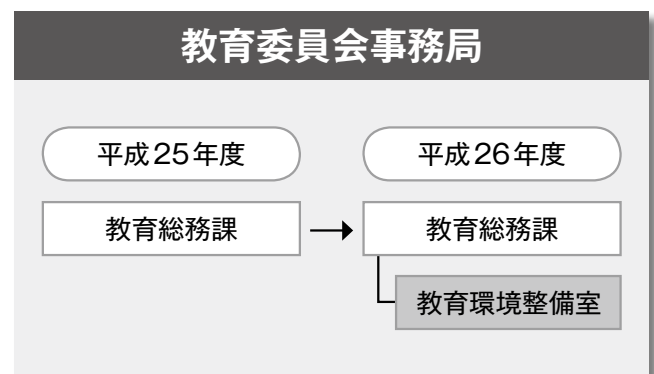 教育委員会事務局
平成25年度
平成26年度
教育総務課
教育総務課
教育環境整備室